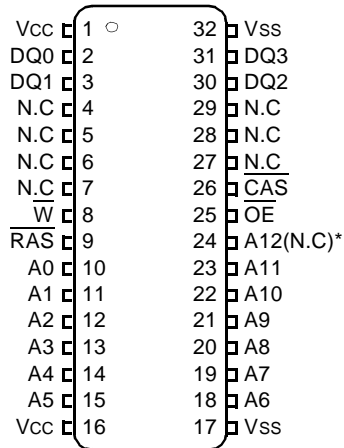 VCC 1 32 VSS
DQ0 2 31 DQ3
DQ1 3 30 DQ2
N.C 4 29 N.C
N.C 5 28 N.C
N.C 6 27 N.C
N.C 7 26 CAS
W 8 25 OE
RAS 9 24 A12(N.C)*
A0 10 23 A11
A1 11 22 A10
A2 12 21 A9
A3 13 20 A8
A4 14 19 A7
A5 15 18 A6
VCC 16 17 VSS